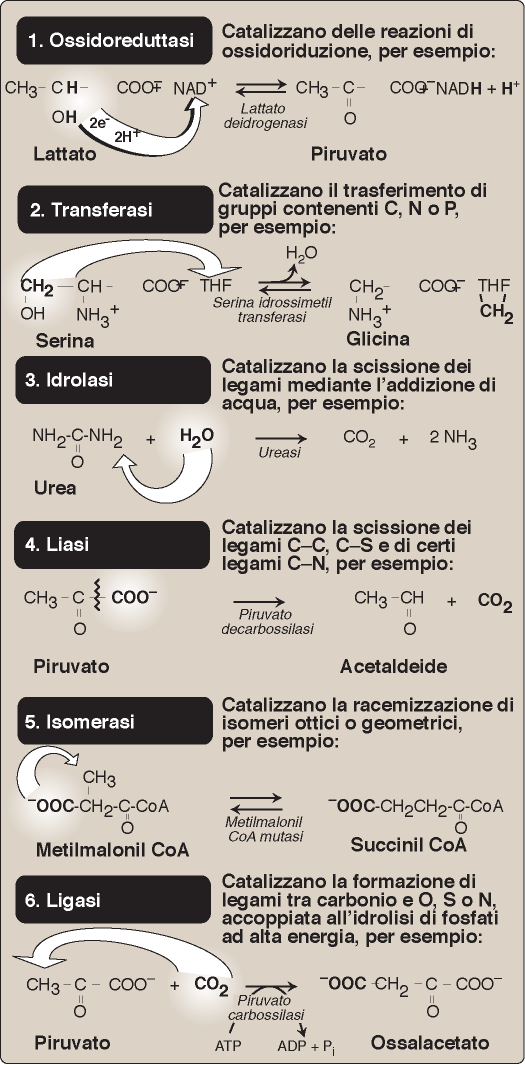 1. Ossidoreduttasi
Catalizzano delle reazioni di
ossidoriduzione, per esempio:
CH₃– CH– COO⁻ NAD⁺ CH₃– C– COO⁻ NADH + H⁺
OH 2e⁻ 2H⁺ Lattato O
deidrogenasi
Lattato Piruvato
2. Transferasi
Catalizzano il trasferimento di
gruppi contenenti C, N o P,
per esempio:
H₂O
CH₂ – CH – COO⁻ THF CH₂– COO⁻ THF
OH NH₃⁺ Serina idrossimetil NH₃⁺ CH₂
transferasi
Serina Glicina
3. Idrolasi
Catalizzano la scissione dei
legami mediante l'addizione di
acqua, per esempio:
NH₂–C–NH₂ + H₂O CO₂ + 2 NH₃
O Ureasi
Urea
4. Liasi
Catalizzano la scissione dei
legami C–C, C–S e di certi
legami C–N, per esempio:
CH₃ – C – COO⁻ CH₃ –CH + CO₂
O Piruvato O
decarbossilasi
Piruvato Acetaldeide
5. Isomerasi
Catalizzano la racemizzazione di
isomeri ottici o geometrici,
per esempio:
CH₃
⁻OOC-CH₂-C-CoA ⁻OOC-CH₂CH₂-C-CoA
O Metilmalonil O
CoA mutasi
Metilmalonil CoA Succinil CoA
6. Ligasi
Catalizzano la formazione di
legami tra carbonio e O, S o N,
accoppiata all'idrolisi di fosfati
ad alta energia, per esempio:
CH₃– C – COO⁻ + CO₂ ⁻OOC –CH₂ – C – COO⁻
O Piruvato O
carbossilasi
Piruvato ATP ADP + Pᵢ Ossalacetato